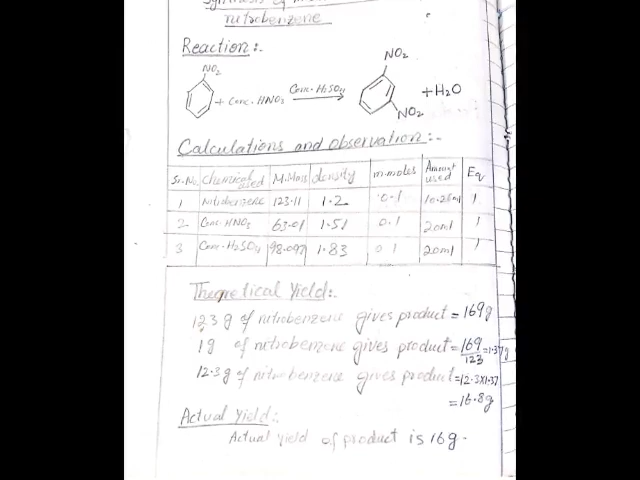 nitrobenzene
Reaction:-
NO2
+ Conc. HNO3
Conc. H2SO4
NO2
NO2
+ H2O
Calculations and observation:-
Sr.No Chemical used M.Mass density m.moles Amount used Eq
1 Nitrobenzene 123.11 1.2 0.1 10.25ml 1
2 Conc. HNO3 63.01 1.51 0.1 20ml 1
3 Conc. H2SO4 98.097 1.83 0.1 20ml 1
Theoretical Yield:-
123 g of nitrobenzene gives product = 169g
1g of nitrobenzene gives product = 169/123 = 1.37g
12.3g of nitrobenzene gives product = 12.3x1.37
= 16.8g
Actual Yield:-
Actual yield of product is 16g.